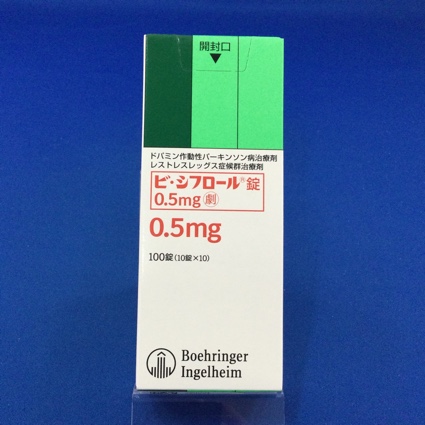 開封口
▼
ドパミン作動性パーキンソン病治療剤
レストレスレッグス症候群治療剤
ビ・シフロール®錠
0.5mg 劇
0.5mg
100錠(10錠×10)
Boehringer
Ingelheim